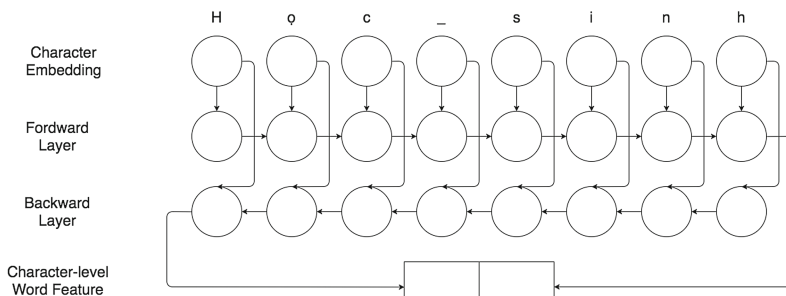 H ọ c _ s i n h
Character
Embedding
Fordward
Layer
Backward
Layer
Character-level
Word Feature